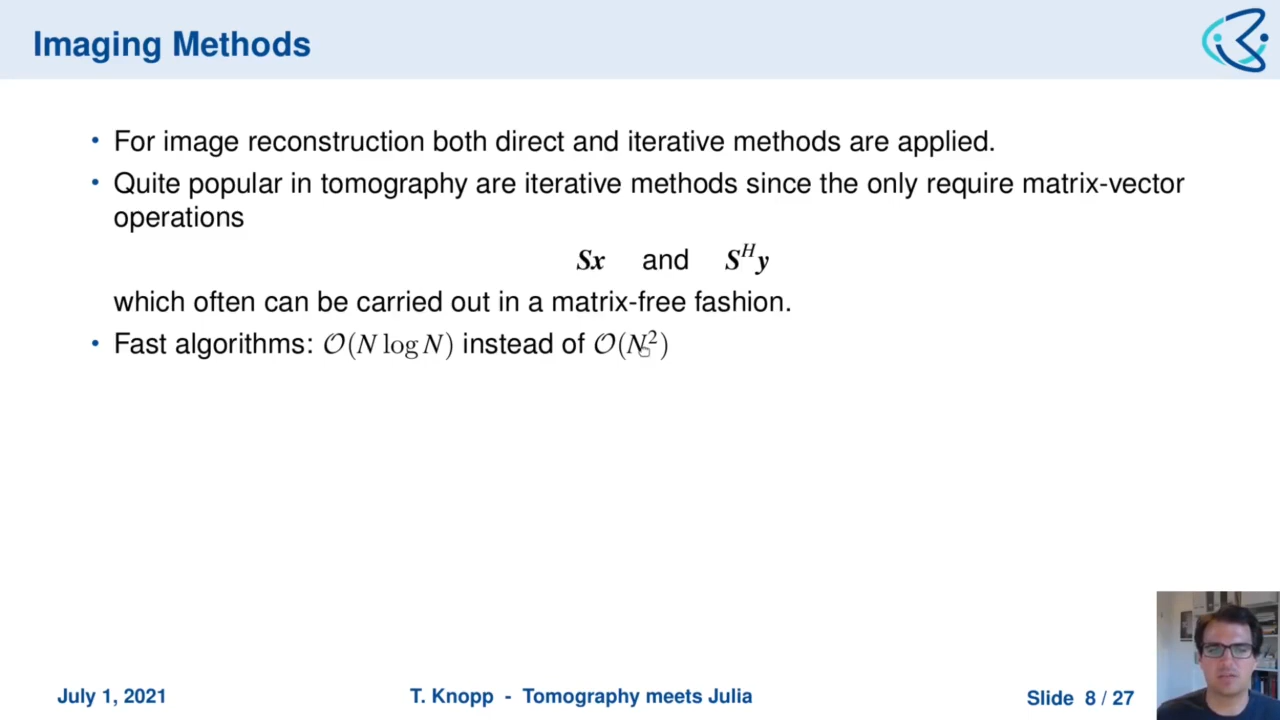 Imaging Methods
• For image reconstruction both direct and iterative methods are applied.
• Quite popular in tomography are iterative methods since the only require matrix-vector
operations
Sx and Sᴴy
which often can be carried out in a matrix-free fashion.
• Fast algorithms: 𝒪(N log N) instead of 𝒪(N²)
July 1, 2021
T. Knopp - Tomography meets Julia
Slide 8 / 27